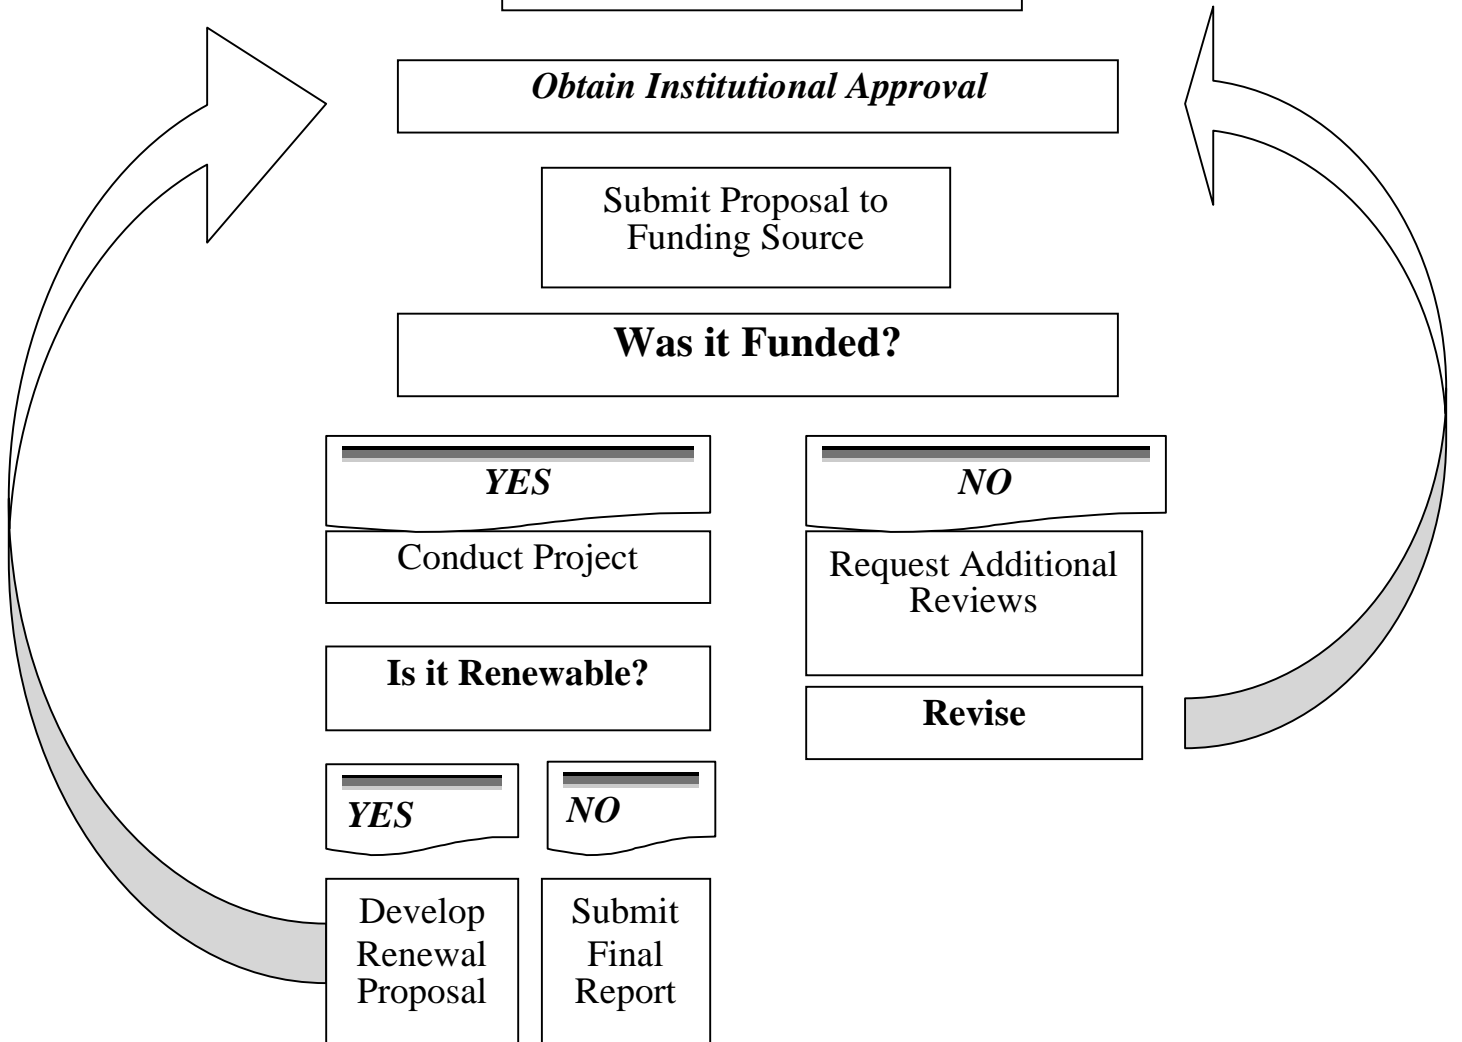 Obtain Institutional Approval
Submit Proposal to
Funding Source
Was it Funded?
YES
NO
Conduct Project
Request Additional
Reviews
Is it Renewable?
Revise
YES
NO
Develop
Renewal
Proposal
Submit
Final
Report